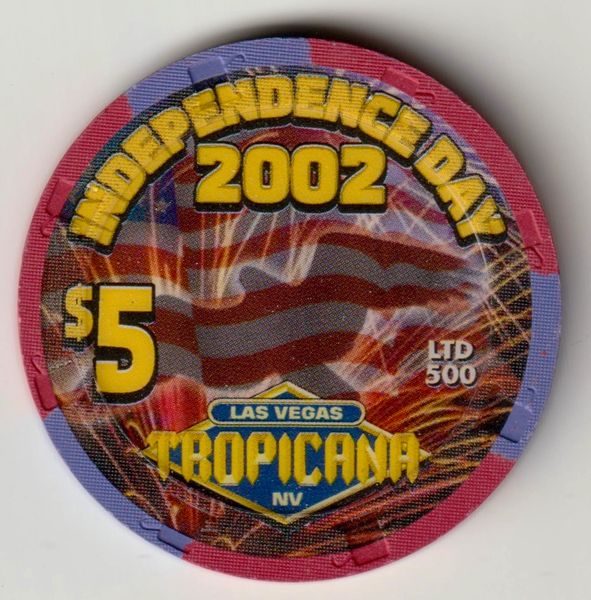 INDEPENDENCE DAY
2002
$5
LTD
500
LAS VEGAS
TROPICANA
NV